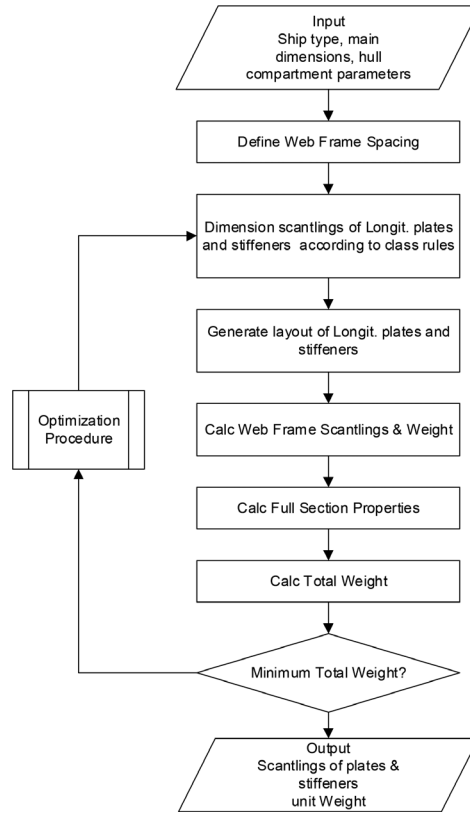 Input
Ship type, main
dimensions, hull
compartment parameters
Define Web Frame Spacing
Dimension scantlings of Longit. plates
and stiffeners according to class rules
Generate layout of Longit. plates and
stiffeners
Optimization
Procedure
Calc Web Frame Scantlings & Weight
Calc Full Section Properties
Calc Total Weight
Minimum Total Weight?
Output
Scantlings of plates &
stiffeners
unit Weight